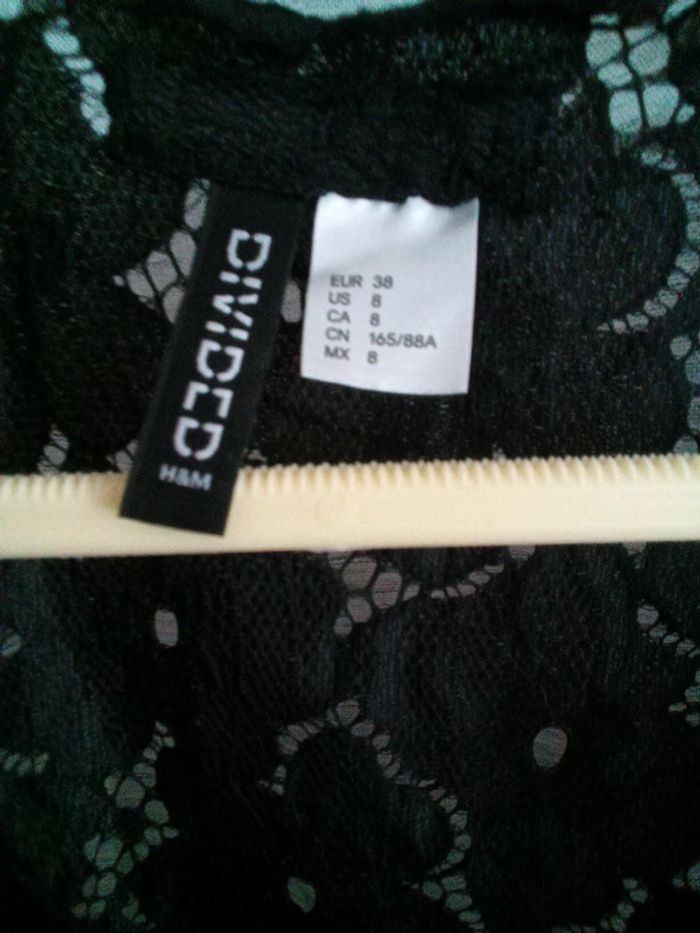 DIVIDED
H&M
EUR 38
US 8
CA 8
CN 165/88A
MX 8